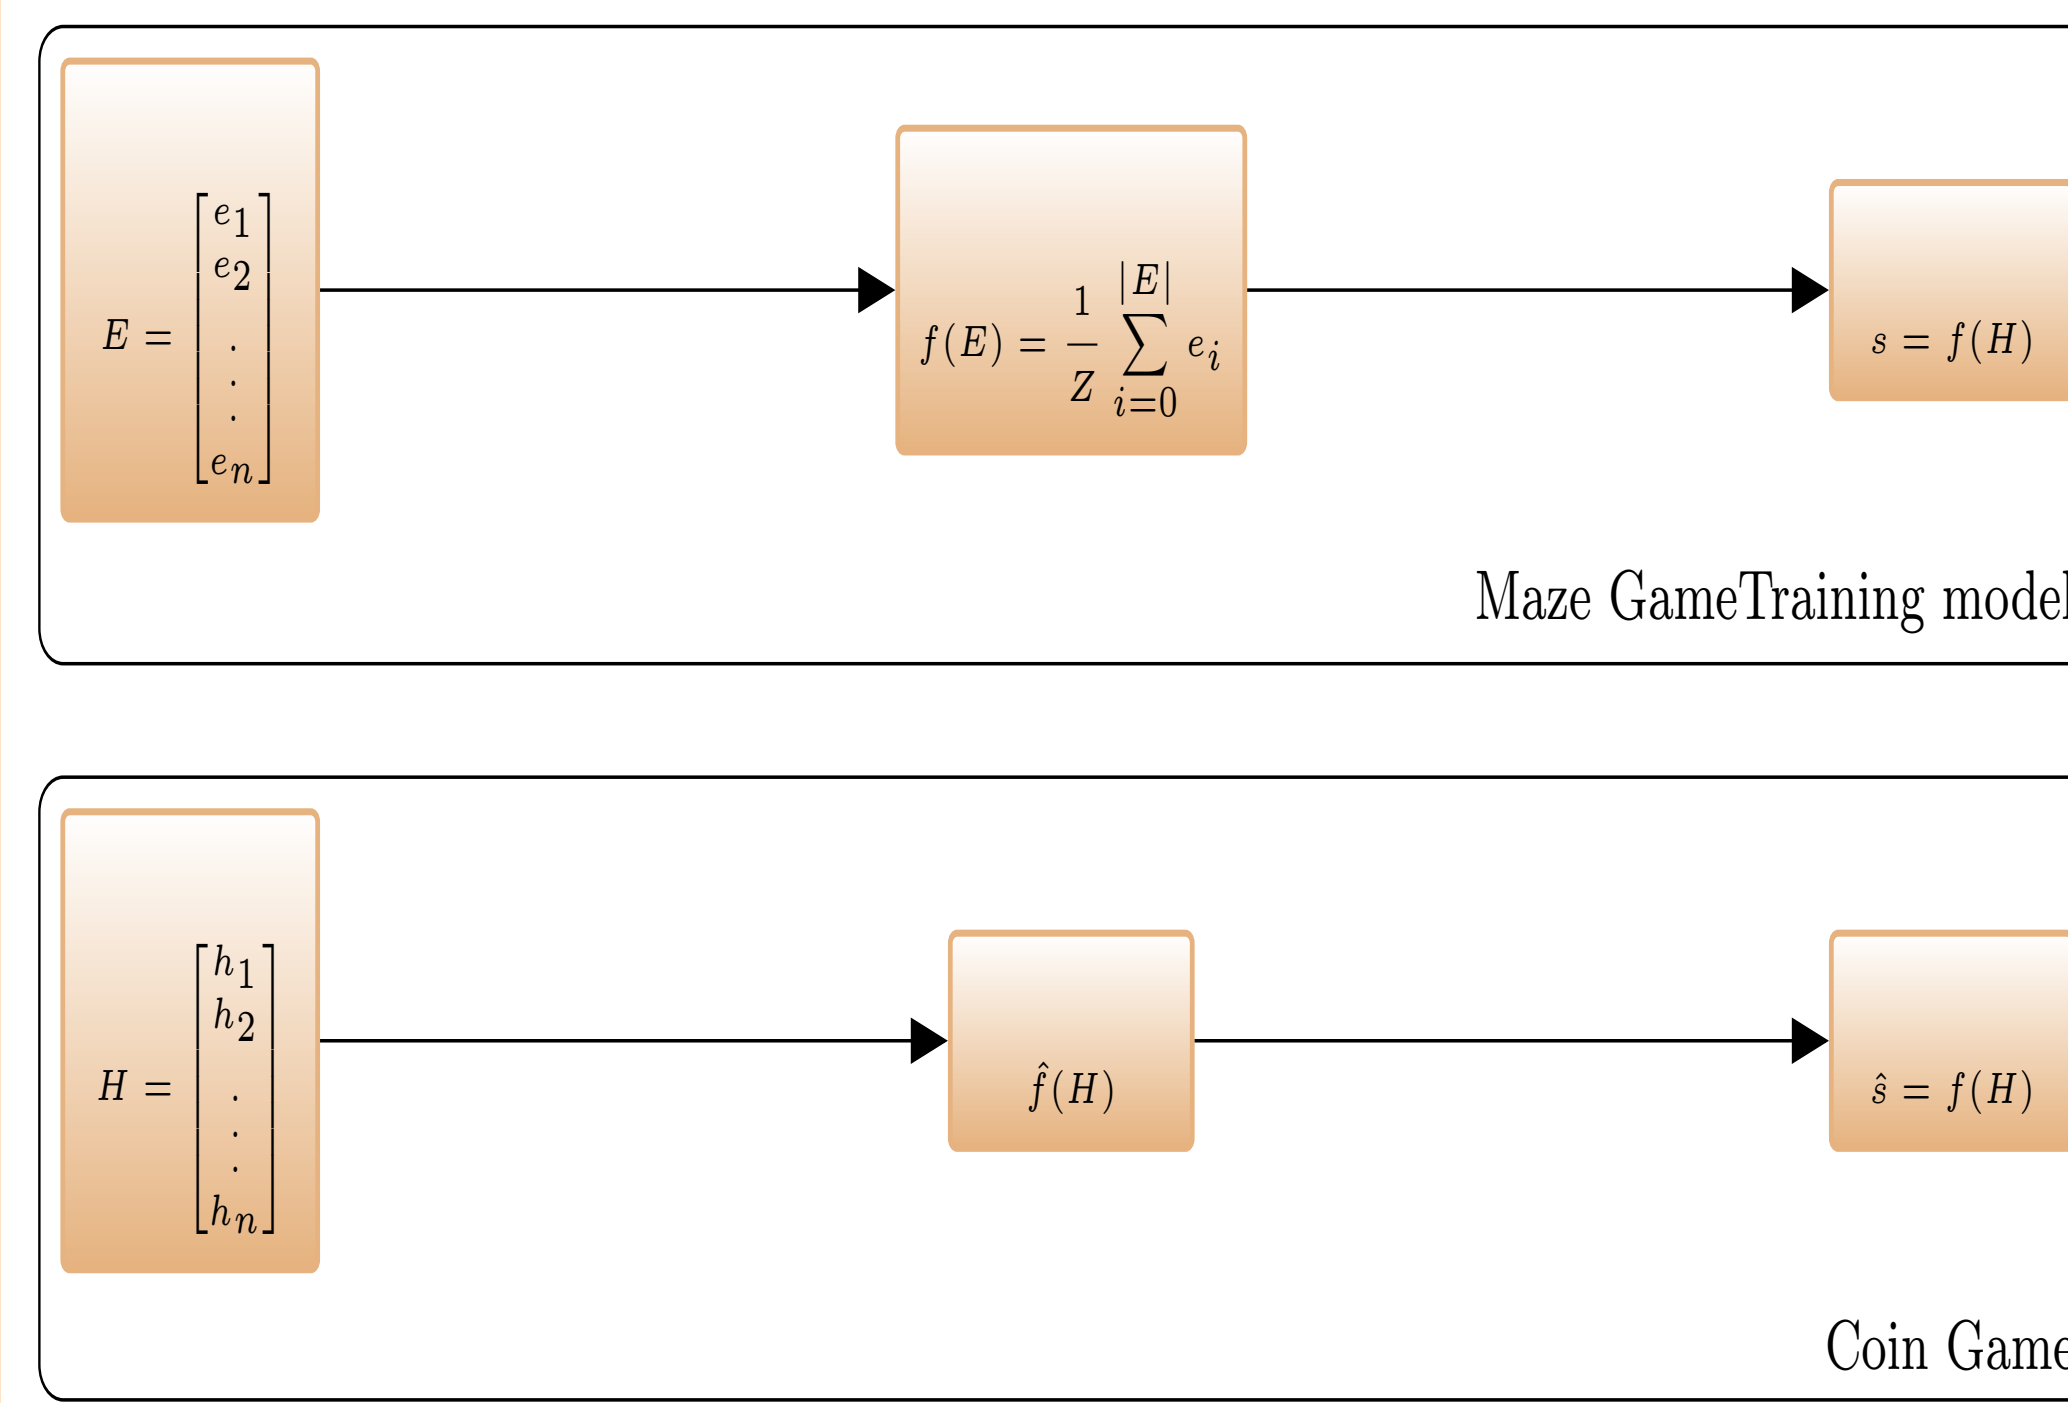 E = [e1 e2 . . . en]
f(E) = 1/Z ∑_{i=0}^{|E|} e_i
s = f(H)
Maze GameTraining model
H = [h1 h2 . . . hn]
f̂(H)
ŝ = f(H)
Coin Game